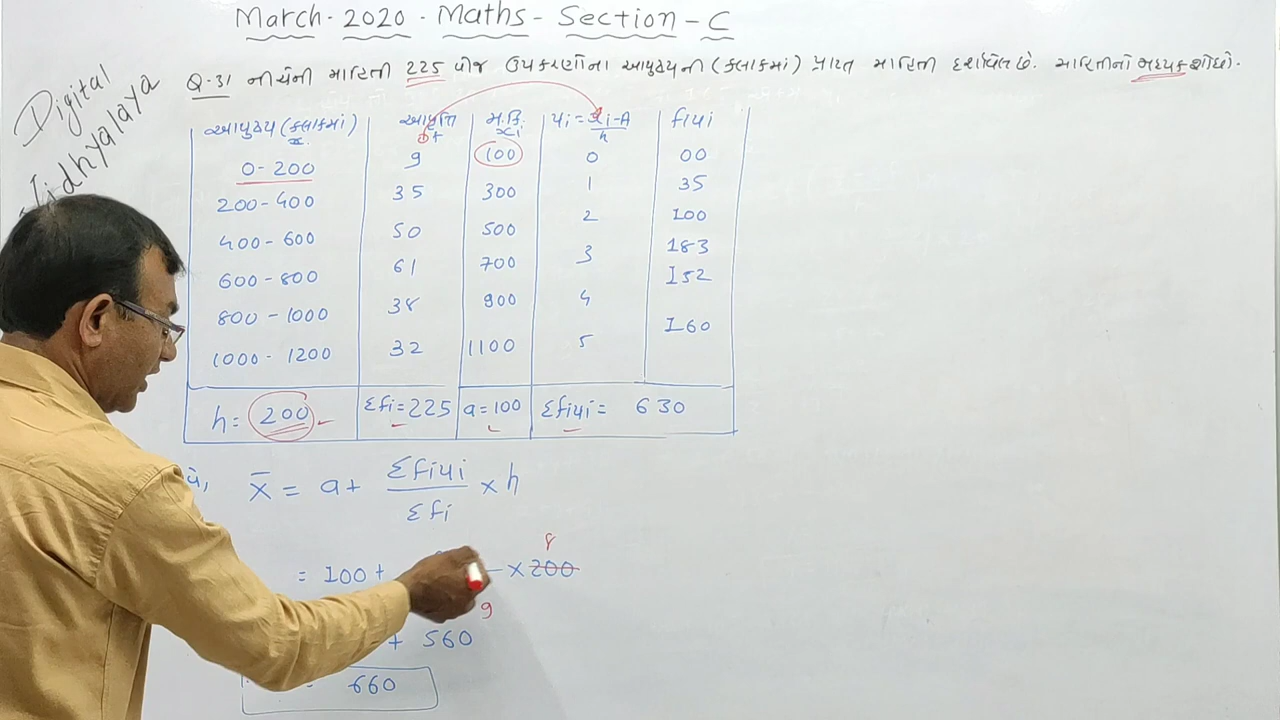 March - 2020 - Maths - Section - C
Digital
Vidhyalaya
Q-31 નીચેની માહિતી 225 વીજ ઉપકરણોના આયુષ્યની (કલાકમાં) પ્રાપ્ત માહિતી દર્શાવેલ છે. માહિતીનો મધ્યક શોધો.
આયુષ્ય (કલાકમાં) આવૃત્તિ મ.કિ. ui = xi-A
x f xi h fiui
0-200 9 100 0 00
200-400 35 300 1 35
400-600 50 500 2 100
600-800 61 700 3 183
800-1000 38 900 4 152
1000-1200 32 1100 5 160
h = 200 Σfi = 225 a = 100 Σfiui = 630
x̄ = a + Σfiui × h
Σfi
8
= 100 + × 200
9
+ 560
660